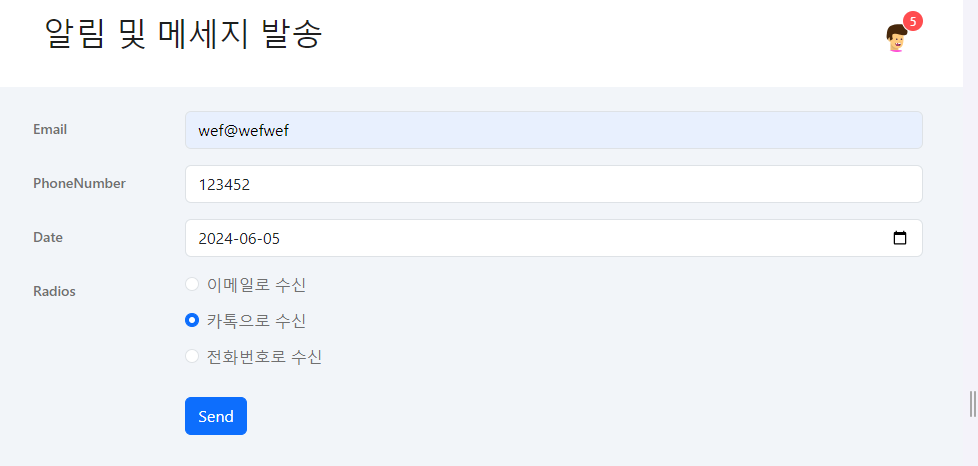 알림 및 메세지 발송
5
Email
wef@wefwef
PhoneNumber
123452
Date
2024-06-05
Radios
이메일로 수신
카톡으로 수신
전화번호로 수신
Send